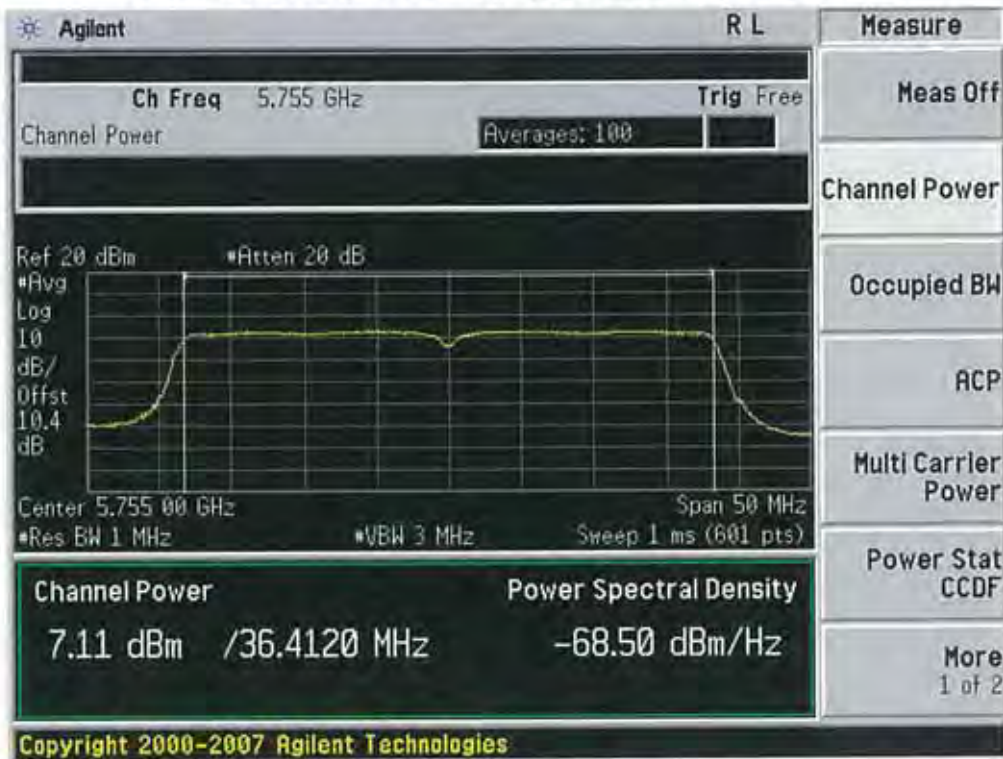 Agilent R L
Measure
Ch Freq 5.755 GHz Trig Free
Channel Power Averages: 100
Meas Off
Channel Power
Occupied BW
ACP
Multi Carrier
Power
Power Stat
CCDF
More
1 of 2
Ref 20 dBm #Atten 20 dB
#Avg
Log
10
dB/
Offst
10.4
dB
Center 5.755 00 GHz Span 50 MHz
#Res BW 1 MHz #VBW 3 MHz Sweep 1 ms (601 pts)
Channel Power Power Spectral Density
7.11 dBm /36.4120 MHz -68.50 dBm/Hz
Copyright 2000-2007 Agilent Technologies